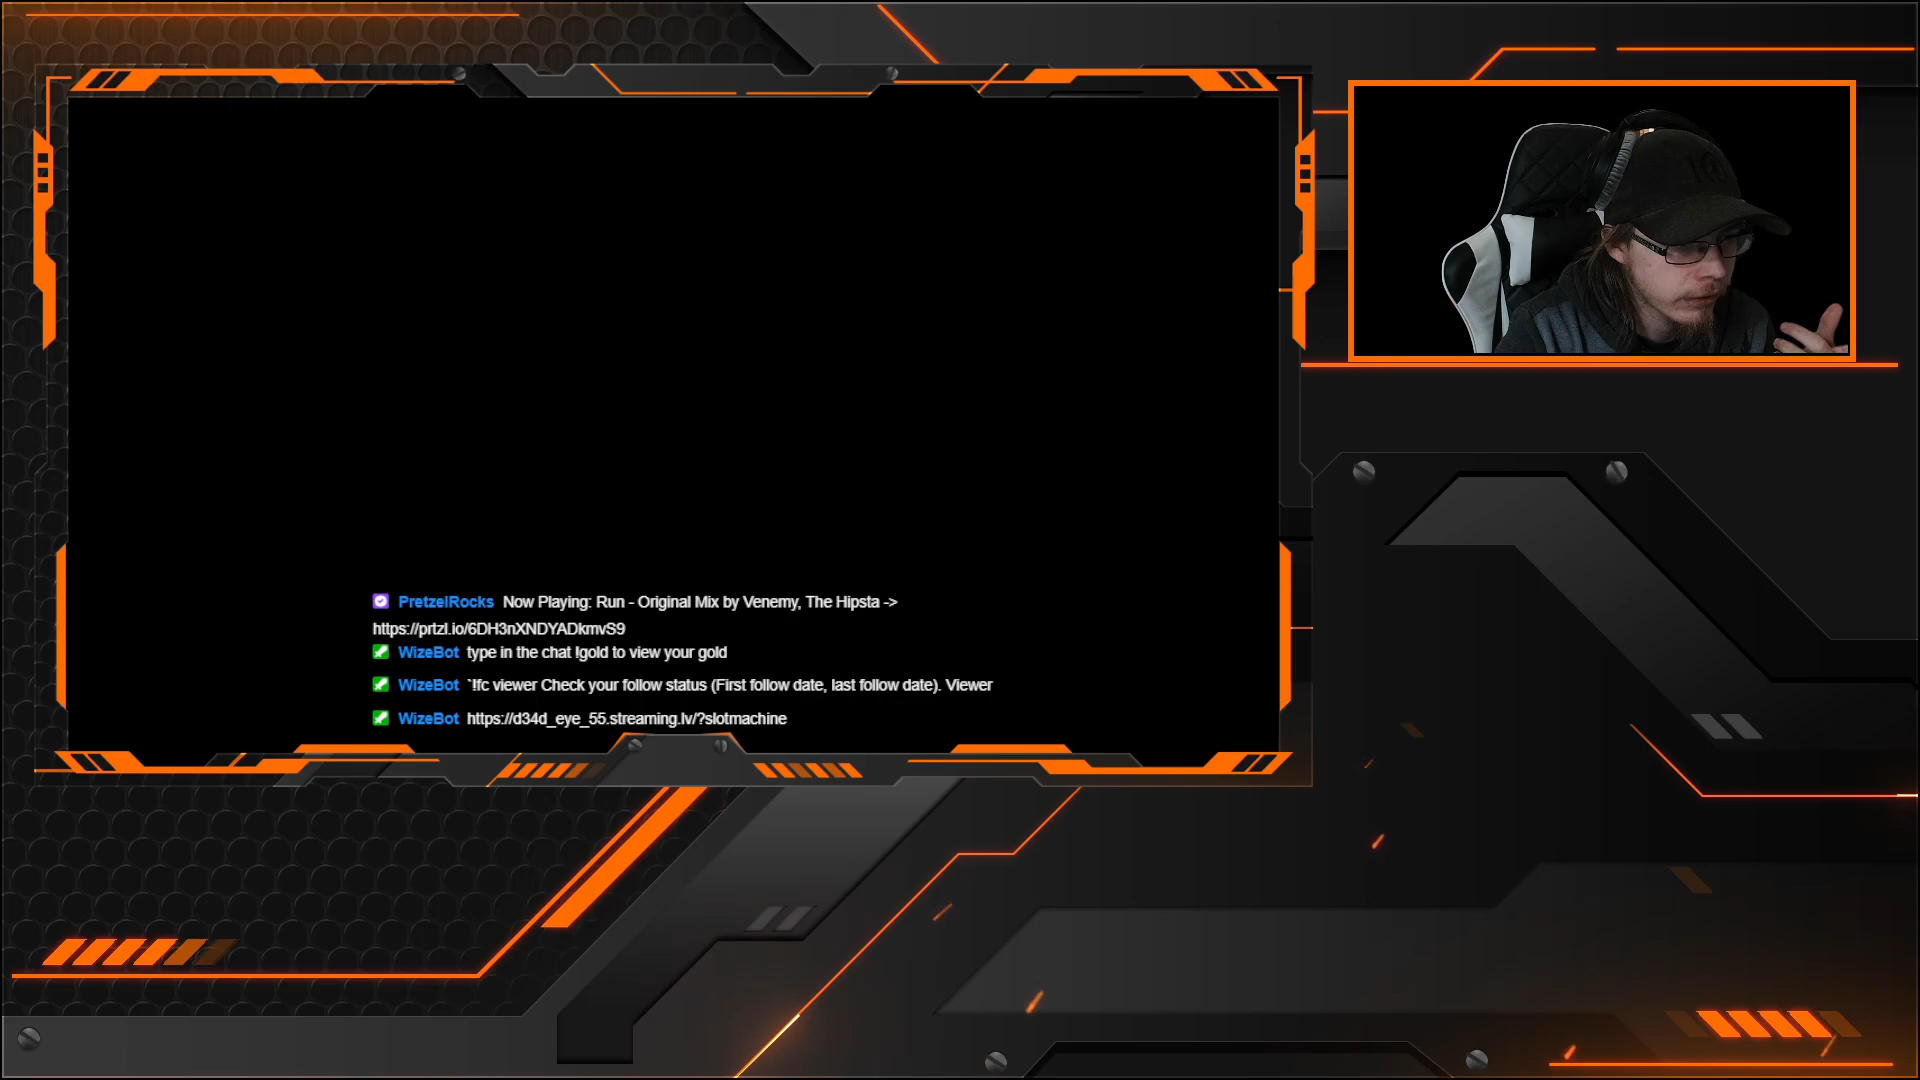 PretzelRocks Now Playing: Run - Original Mix by Venemy, The Hipsta ->
https://prtzl.io/6DH3nXNDYADkmvS9
WizeBot type in the chat !gold to view your gold
WizeBot `!fc viewer Check your follow status (First follow date, last follow date). Viewer
WizeBot https://d34d_eye_55.streaming.lv/?slotmachine